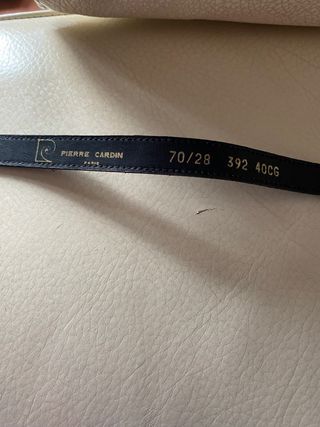 PIERRE CARDIN 70/28 392 40CG
PARIS